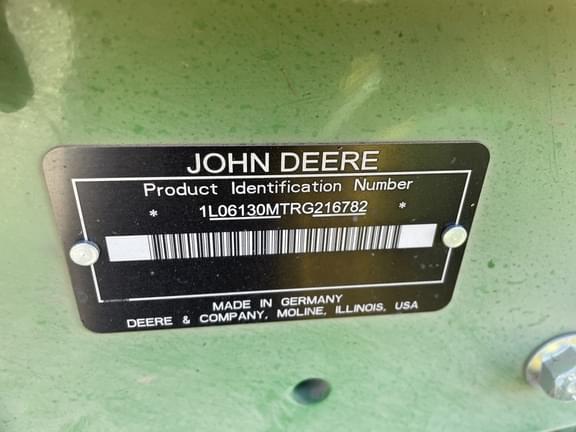 JOHN DEERE
Product Identification Number
* 1L06130MTRG216782 *
MADE IN GERMANY
DEERE & COMPANY, MOLINE, ILLINOIS, USA